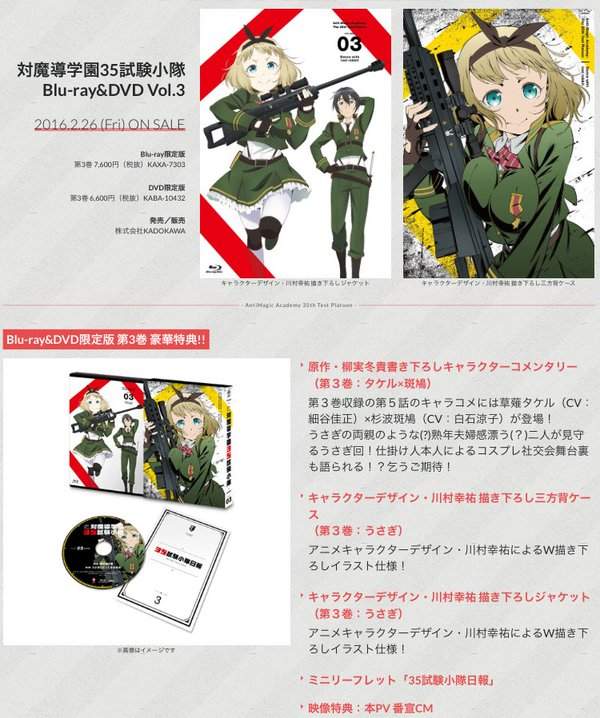 対魔導学園35試験小隊
Blu-ray&DVD Vol.3
2016.2.26 (Fri) ON SALE
Blu-ray限定版
第3巻 7,600円（税抜）KAXA-7303
DVD限定版
第3巻 6,600円（税抜）KABA-10432
発売／販売
株式会社KADOKAWA
03
Blu-ray Disc
キャラクターデザイン・川村幸祐 描き下ろしジャケット
キャラクターデザイン・川村幸祐 描き下ろし三方背ケース
AntiMagic Academy 35th Test Platoon
Blu-ray&DVD限定版 第3巻 豪華特典!!
03
対魔導学園35試験小隊
03
35試験小隊日報
3
※画像はイメージです
原作・柳実冬貴書き下ろしキャラクターコメンタリー
（第３巻：タケル×斑鳩）
第３巻収録の第５話のキャラコメには草薙タケル（CV：
細谷佳正）×杉波斑鳩（CV：白石涼子）が登場！
うさぎの両親のような(?)熟年夫婦感漂う(？)二人が見守
るうさぎ回！仕掛け人本人によるコスプレ社交会舞台裏
も語られる！？乞うご期待！
キャラクターデザイン・川村幸祐 描き下ろし三方背ケー
ス
（第３巻：うさぎ）
アニメキャラクターデザイン・川村幸祐によるW描き下
ろしイラスト仕様！
キャラクターデザイン・川村幸祐 描き下ろしジャケット
（第３巻：うさぎ）
アニメキャラクターデザイン・川村幸祐によるW描き下
ろしイラスト仕様！
ミニリーフレット「35試験小隊日報」
映像特典：本PV 番宣CM